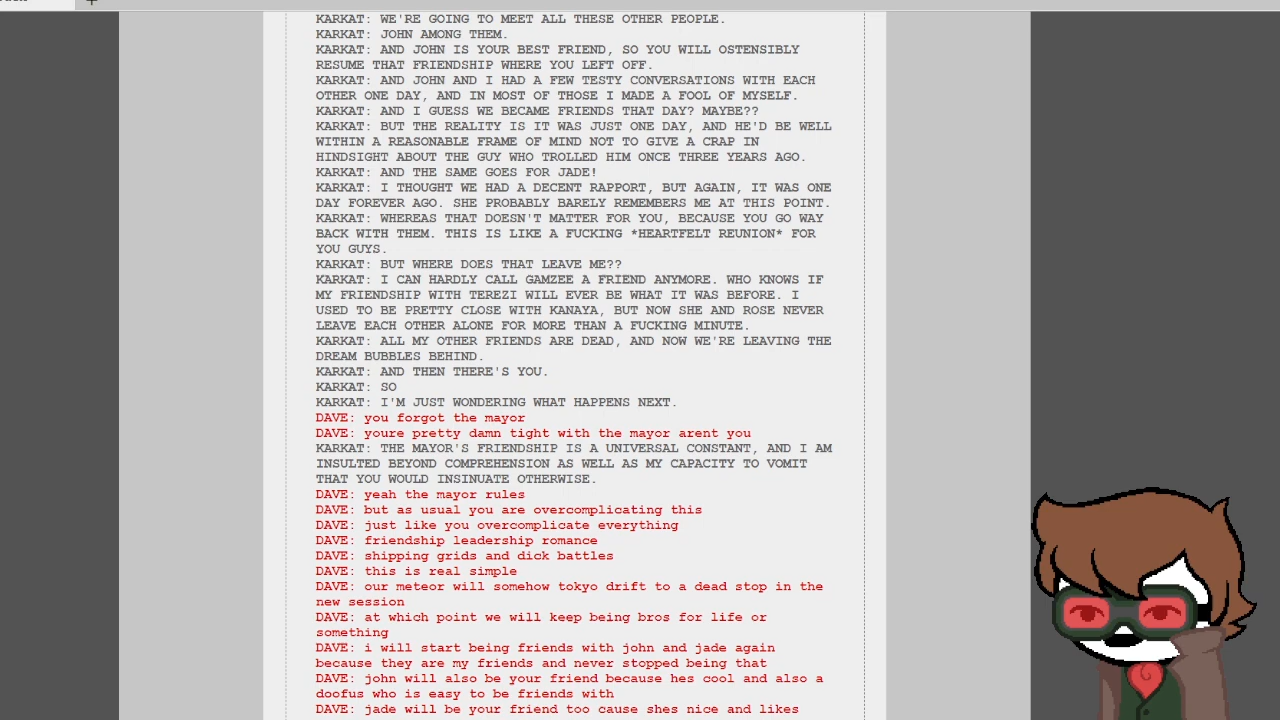 KARKAT: WE'RE GOING TO MEET ALL THESE OTHER PEOPLE.
KARKAT: JOHN AMONG THEM.
KARKAT: AND JOHN IS YOUR BEST FRIEND, SO YOU WILL OSTENSIBLY
RESUME THAT FRIENDSHIP WHERE YOU LEFT OFF.
KARKAT: AND JOHN AND I HAD A FEW TESTY CONVERSATIONS WITH EACH
OTHER ONE DAY, AND IN MOST OF THOSE I MADE A FOOL OF MYSELF.
KARKAT: AND I GUESS WE BECAME FRIENDS THAT DAY? MAYBE??
KARKAT: BUT THE REALITY IS IT WAS JUST ONE DAY, AND HE'D BE WELL
WITHIN A REASONABLE FRAME OF MIND NOT TO GIVE A CRAP IN
HINDSIGHT ABOUT THE GUY WHO TROLLED HIM ONCE THREE YEARS AGO.
KARKAT: AND THE SAME GOES FOR JADE!
KARKAT: I THOUGHT WE HAD A DECENT RAPPORT, BUT AGAIN, IT WAS ONE
DAY FOREVER AGO. SHE PROBABLY BARELY REMEMBERS ME AT THIS POINT.
KARKAT: WHEREAS THAT DOESN'T MATTER FOR YOU, BECAUSE YOU GO WAY
BACK WITH THEM. THIS IS LIKE A FUCKING *HEARTFELT REUNION* FOR
YOU GUYS.
KARKAT: BUT WHERE DOES THAT LEAVE ME??
KARKAT: I CAN HARDLY CALL GAMZEE A FRIEND ANYMORE. WHO KNOWS IF
MY FRIENDSHIP WITH TEREZI WILL EVER BE WHAT IT WAS BEFORE. I
USED TO BE PRETTY CLOSE WITH KANAYA, BUT NOW SHE AND ROSE NEVER
LEAVE EACH OTHER ALONE FOR MORE THAN A FUCKING MINUTE.
KARKAT: ALL MY OTHER FRIENDS ARE DEAD, AND NOW WE'RE LEAVING THE
DREAM BUBBLES BEHIND.
KARKAT: AND THEN THERE'S YOU.
KARKAT: SO
KARKAT: I'M JUST WONDERING WHAT HAPPENS NEXT.
DAVE: you forgot the mayor
DAVE: youre pretty damn tight with the mayor arent you
KARKAT: THE MAYOR'S FRIENDSHIP IS A UNIVERSAL CONSTANT, AND I AM
INSULTED BEYOND COMPREHENSION AS WELL AS MY CAPACITY TO VOMIT
THAT YOU WOULD INSINUATE OTHERWISE.
DAVE: yeah the mayor rules
DAVE: but as usual you are overcomplicating this
DAVE: just like you overcomplicate everything
DAVE: friendship leadership romance
DAVE: shipping grids and dick battles
DAVE: this is real simple
DAVE: our meteor will somehow tokyo drift to a dead stop in the
new session
DAVE: at which point we will keep being bros for life or
something
DAVE: i will start being friends with john and jade again
because they are my friends and never stopped being that
DAVE: john will also be your friend because hes cool and also a
doofus who is easy to be friends with
DAVE: jade will be your friend too cause shes nice and likes